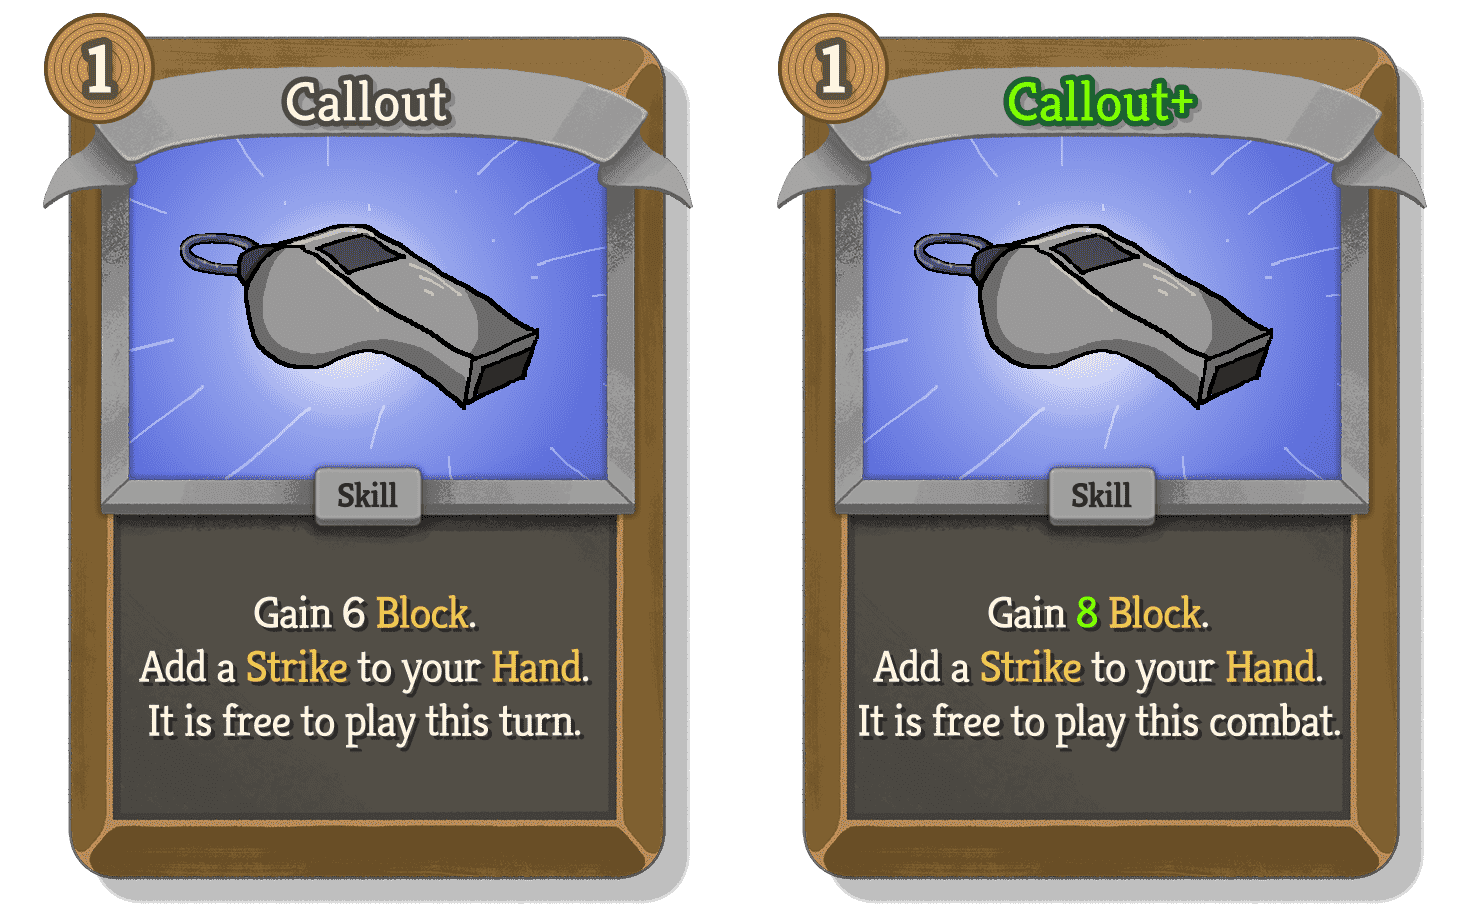 1
Callout
Skill
Gain 6 Block.
Add a Strike to your Hand.
It is free to play this turn.
1
Callout+
Skill
Gain 8 Block.
Add a Strike to your Hand.
It is free to play this combat.